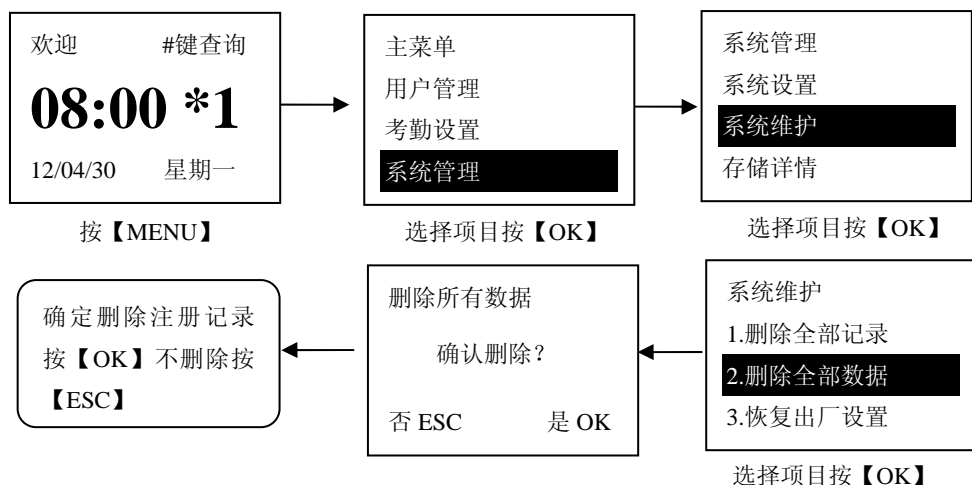 欢迎 #键查询
08:00 *1
12/04/30 星期一
按【MENU】
主菜单
用户管理
考勤设置
系统管理
选择项目按【OK】
系统管理
系统设置
系统维护
存储详情
选择项目按【OK】
系统维护
1.删除全部记录
2.删除全部数据
3.恢复出厂设置
选择项目按【OK】
删除所有数据
确认删除？
否 ESC 是 OK
确定删除注册记录
按【OK】不删除按
【ESC】